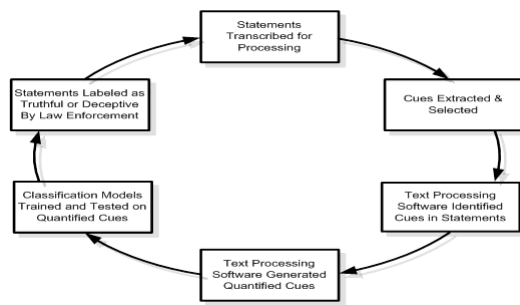 Statements
Transcribed for
Processing
Cues Extracted &
Selected
Text Processing
Software Identified
Cues in Statements
Text Processing
Software Generated
Quantified Cues
Classification Models
Trained and Tested on
Quantified Cues
Statements Labeled as
Truthful or Deceptive
By Law Enforcement